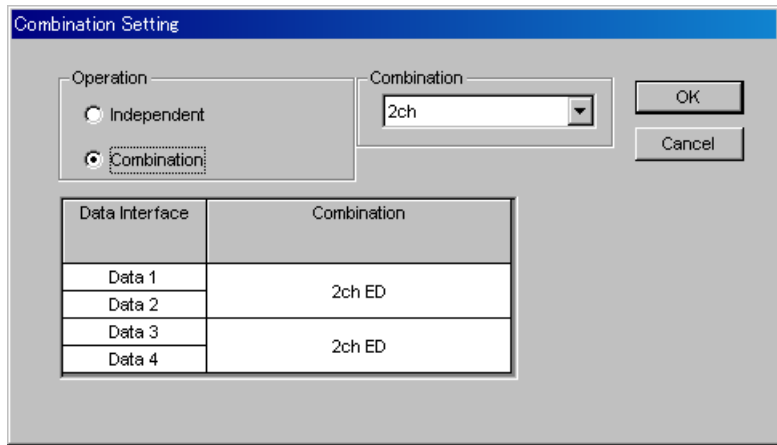 Combination Setting
Operation
Independent
Combination
Combination
2ch
OK
Cancel
Data Interface
Combination
Data 1
Data 2
2ch ED
Data 3
Data 4
2ch ED